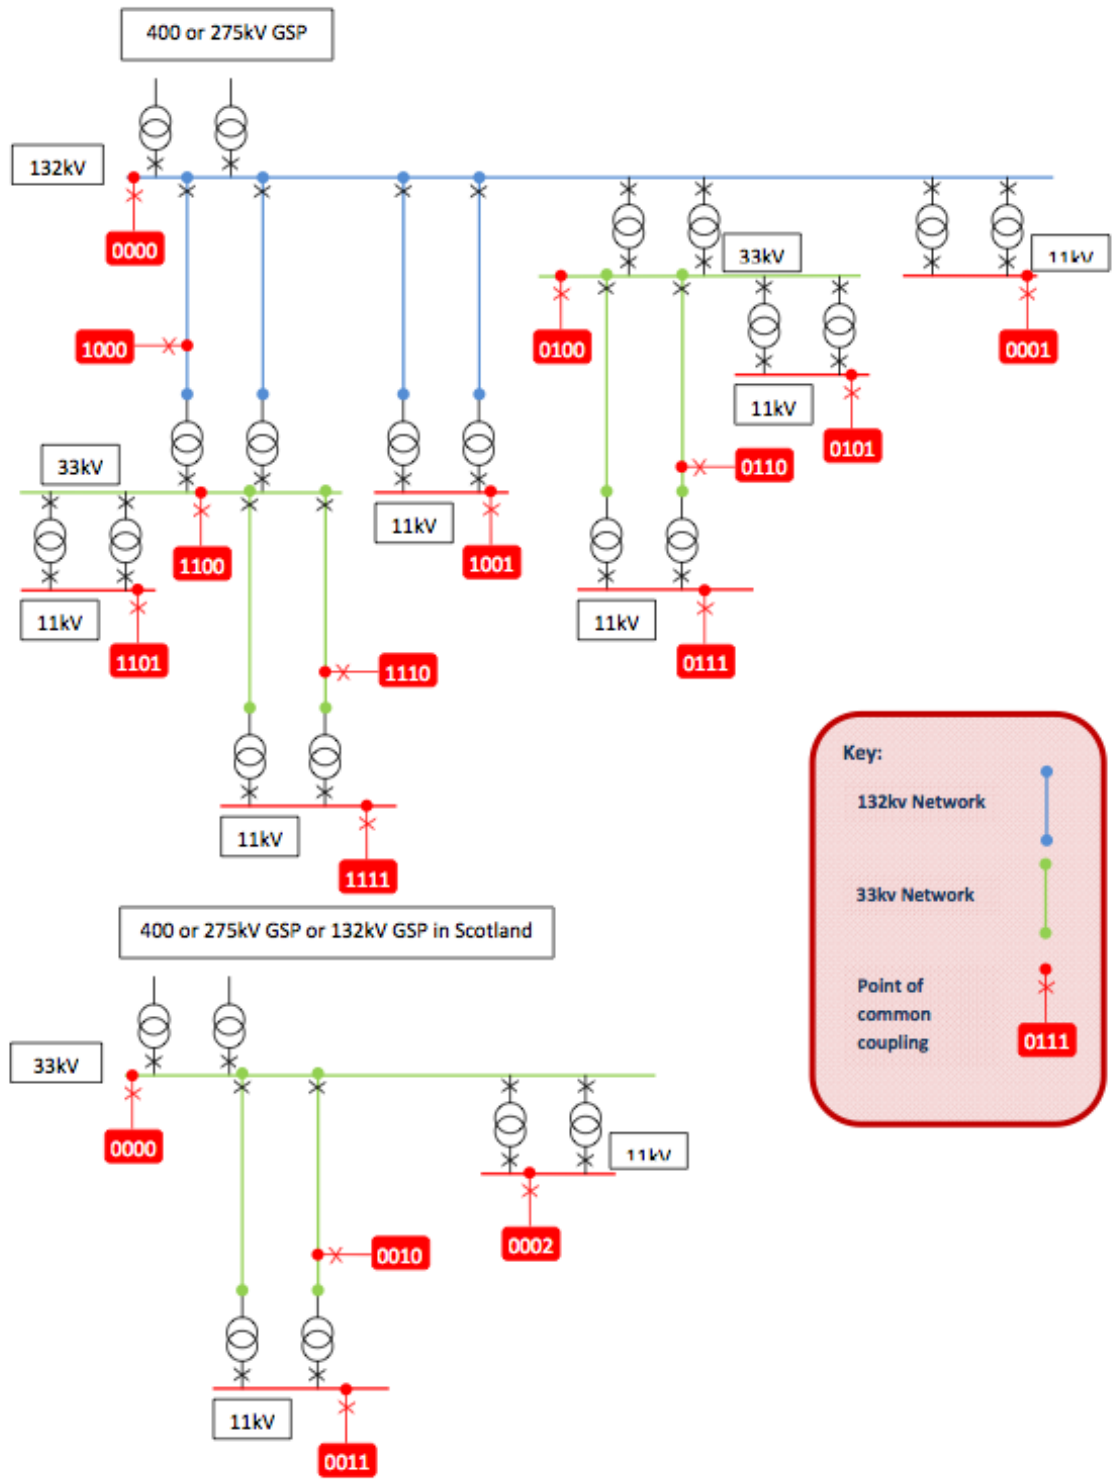 400 or 275kV GSP
132kV
0000
33kV
11kV
1000
0100
0001
11kV
0101
33kV
0110
11kV
1100
1001
11kV
11kV
1101
1110
0111
Key:
132kv Network
11kV
1111
33kv Network
400 or 275kV GSP or 132kV GSP in Scotland
Point of
common
coupling
0111
33kV
0000
11kV
0002
0010
11kV
0011